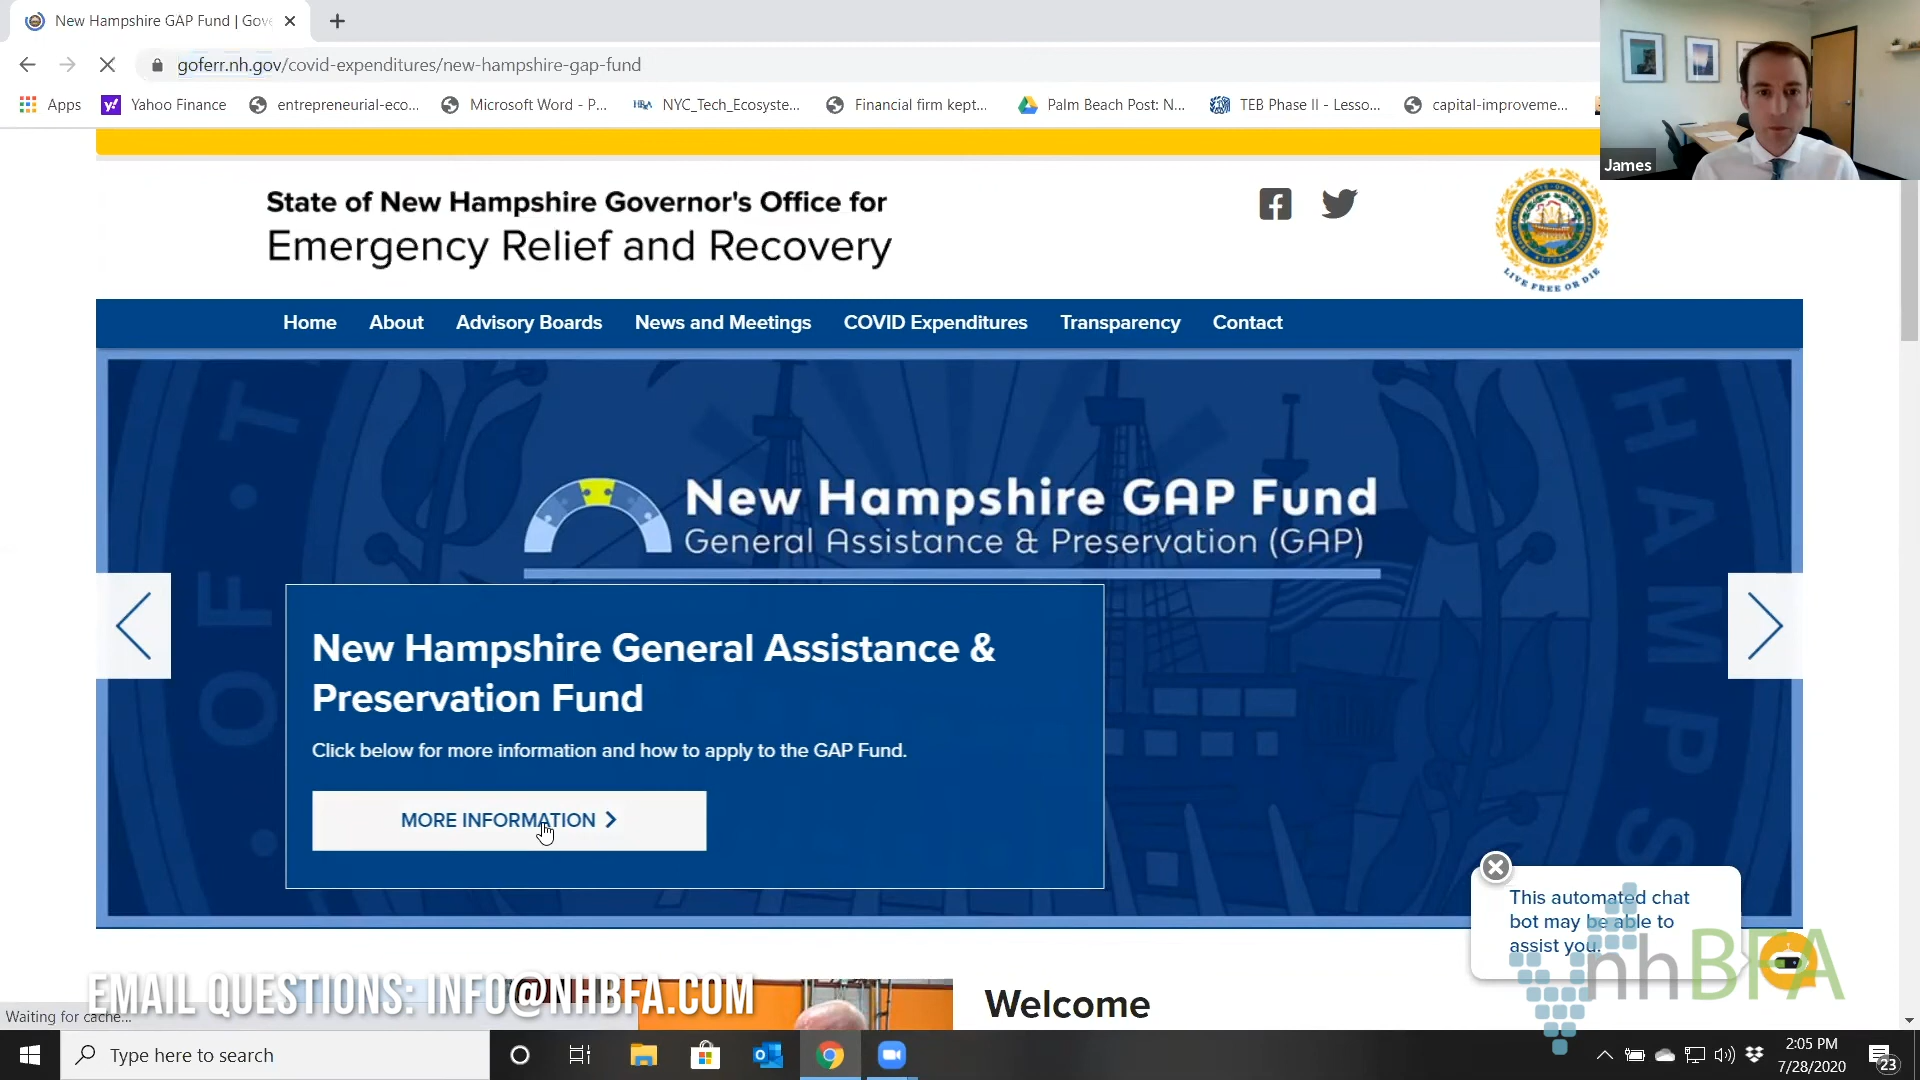 New Hampshire GAP Fund | Gov
goferr.nh.gov/covid-expenditures/new-hampshire-gap-fund
Apps
Yahoo Finance
entrepreneurial-eco...
Microsoft Word - P...
NYC_Tech_Ecosyste...
Financial firm kept...
Palm Beach Post: N...
TEB Phase II - Lesso...
capital-improveme...
James
State of New Hampshire Governor's Office for
Emergency Relief and Recovery
LIVE FREE OR DIE
Home About Advisory Boards News and Meetings COVID Expenditures Transparency Contact
New Hampshire GAP Fund
General Assistance & Preservation (GAP)
New Hampshire General Assistance &
Preservation Fund
Click below for more information and how to apply to the GAP Fund.
MORE INFORMATION
This automated chat
bot may be able to
assist you.
nhBFA
EMAIL QUESTIONS: INFO@NHBFA.COM
Welcome
Waiting for cache...
Type here to search
2:05 PM
7/28/2020
23